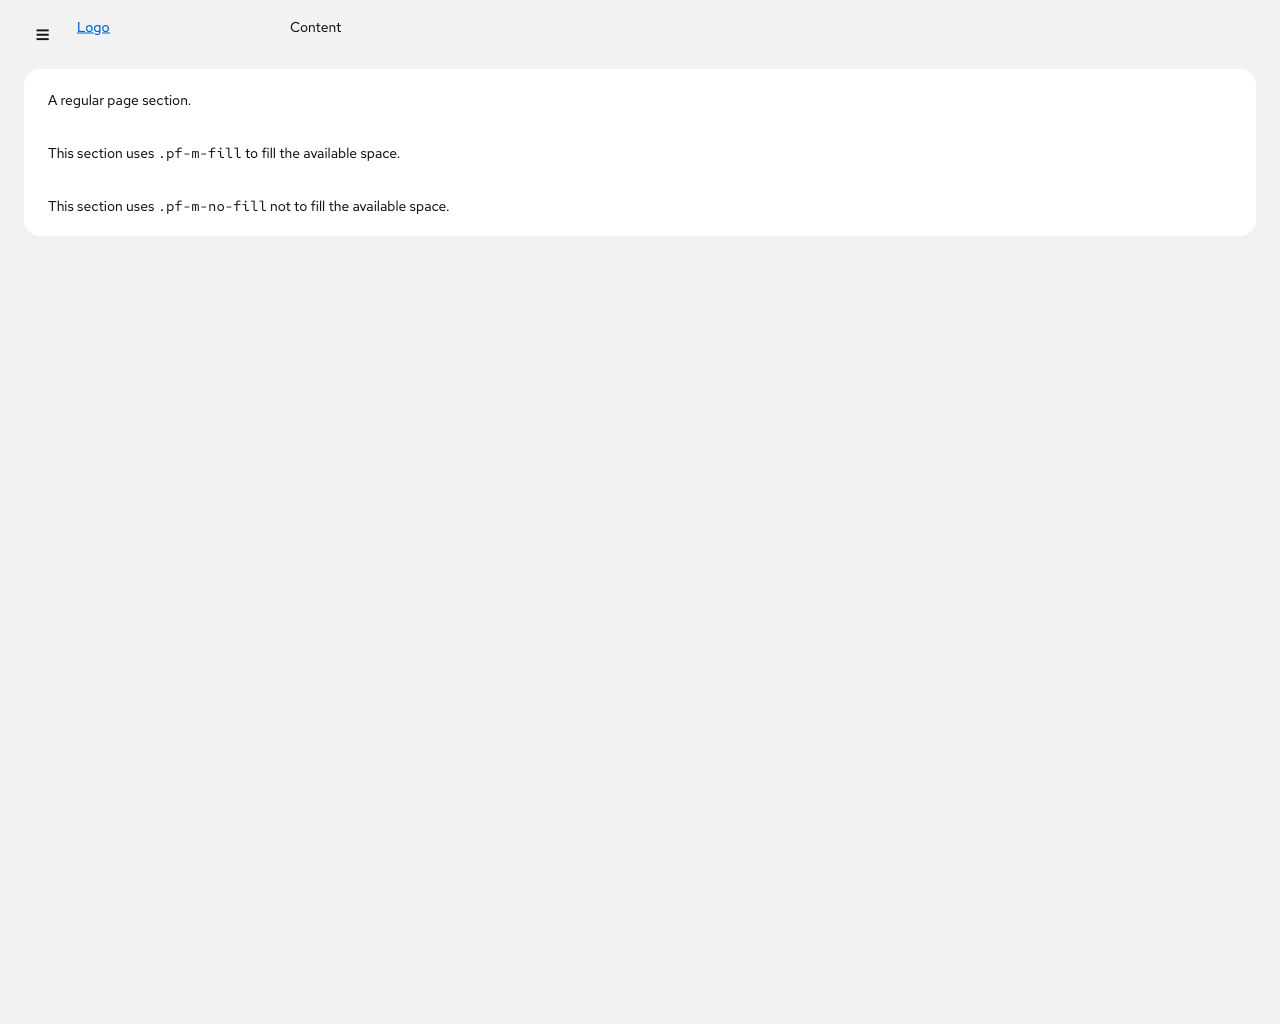 Logo
Content
A regular page section.
This section uses .pf-m-fill to fill the available space.
This section uses .pf-m-no-fill not to fill the available space.